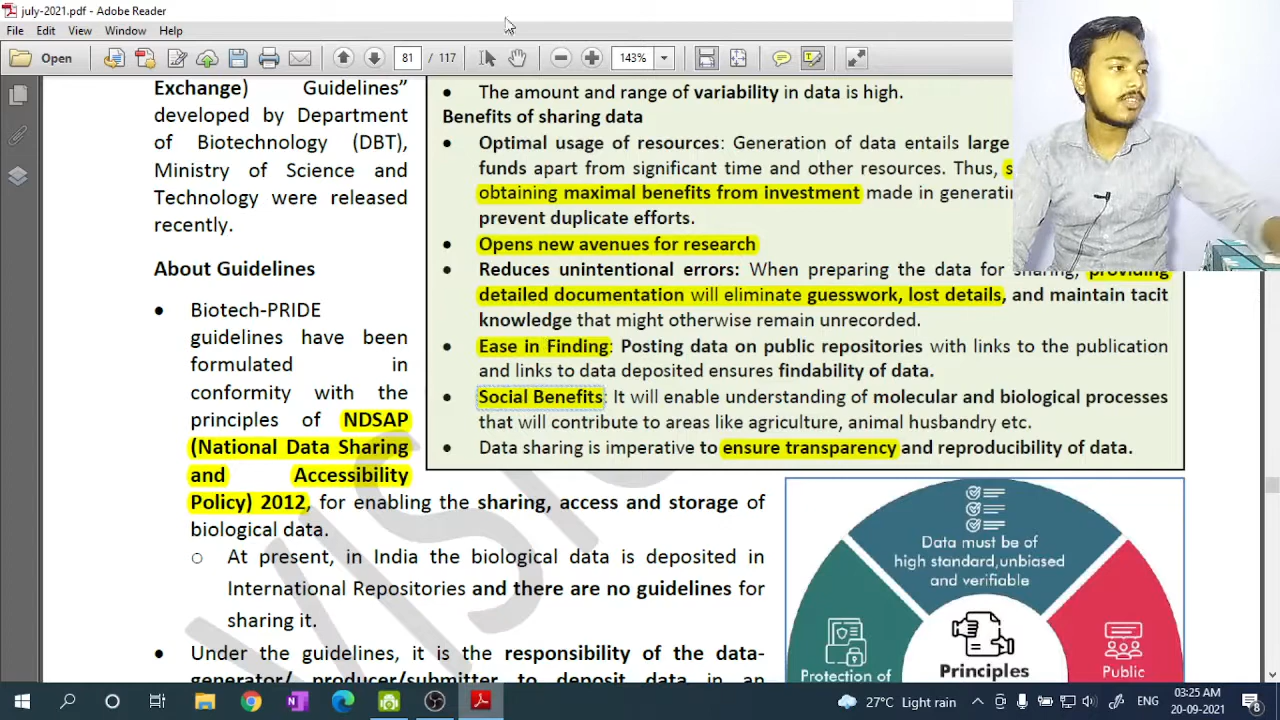 july-2021.pdf - Adobe Reader
File Edit View Window Help
Open 81 / 117 143%
Exchange) Guidelines”
developed by Department
of Biotechnology (DBT),
Ministry of Science and
Technology were released
recently.
About Guidelines
• Biotech-PRIDE
guidelines have been
formulated in
conformity with the
principles of NDSAP
(National Data Sharing
and Accessibility
Policy) 2012, for enabling the sharing, access and storage of
biological data.
o At present, in India the biological data is deposited in
International Repositories and there are no guidelines for
sharing it.
• Under the guidelines, it is the responsibility of the data-
generator/ producer/submitter to deposit data in an
• The amount and range of variability in data is high.
Benefits of sharing data
• Optimal usage of resources: Generation of data entails large
funds apart from significant time and other resources. Thus,
obtaining maximal benefits from investment made in
prevent duplicate efforts.
• Opens new avenues for research
• Reduces unintentional errors: When preparing the data for sharing, providing
detailed documentation will eliminate guesswork, lost details, and maintain tacit
knowledge that might otherwise remain unrecorded.
• Ease in Finding: Posting data on public repositories with links to the publication
and links to data deposited ensures findability of data.
• Social Benefits: It will enable understanding of molecular and biological processes
that will contribute to areas like agriculture, animal husbandry etc.
• Data sharing is imperative to ensure transparency and reproducibility of data.
Data must be of
high standard,unbiased
and verifiable
Protection of
Principles
Public
VISI
27°C Light rain ENG 03:25 AM
20-09-2021
8